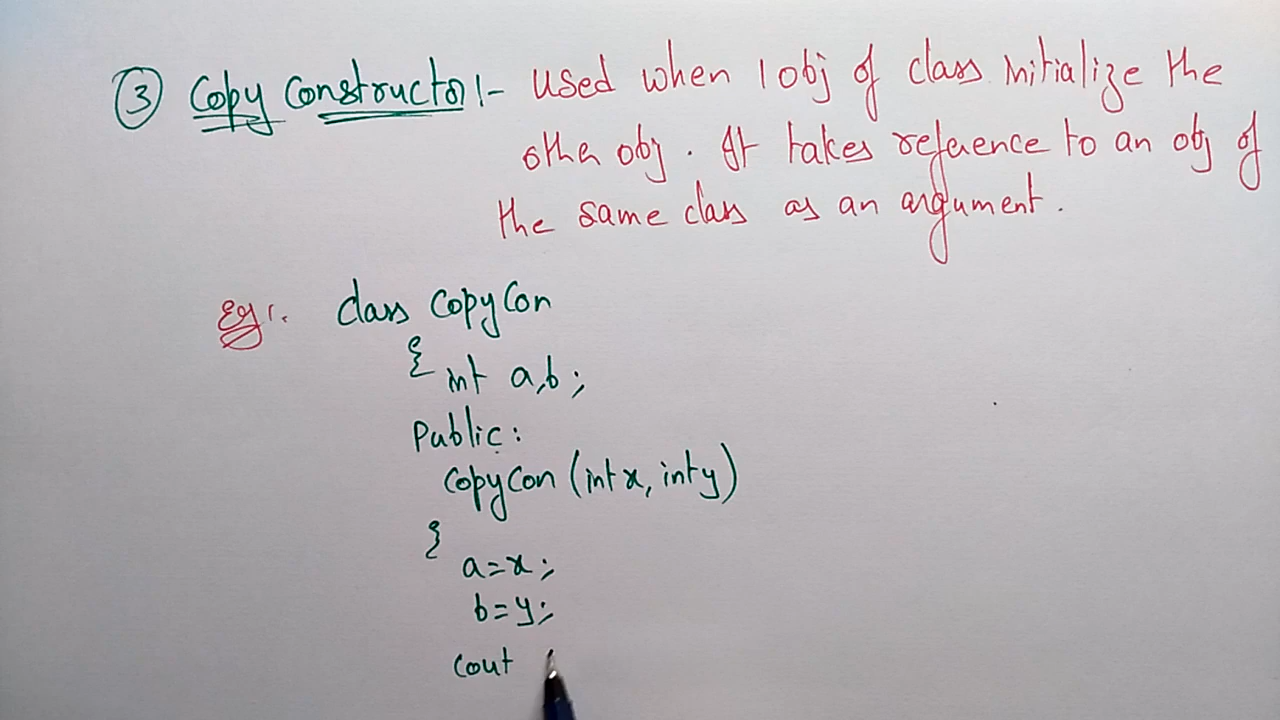 ③ Copy Constructor:- Used when 1 obj of class initialize the
other obj. It takes reference to an obj of
the same class as an argument.
Eg:. class CopyCon
{ int a,b;
Public:
CopyCon (int x, int y)
{
a=x;
b=y;
cout